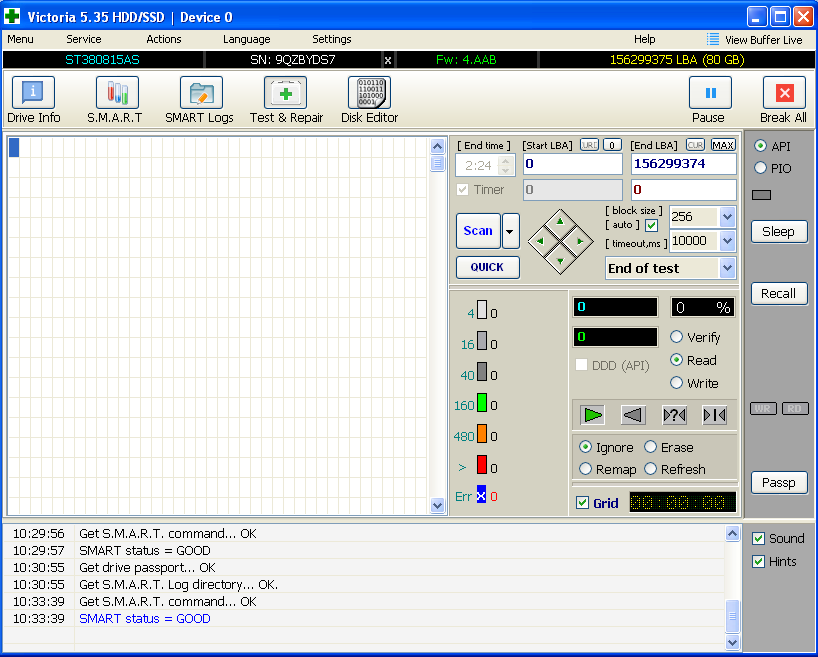 Victoria 5.35 HDD/SSD | Device 0
Menu Service Actions Language Settings Help View Buffer Live
ST380815AS SN: 9QZBYDS7 x Fw: 4.AAB 156299375 LBA (80 GB)
Drive Info S.M.A.R.T SMART Logs Test & Repair Disk Editor Pause Break All
010110
110011
101000
0001
[ End time ] [Start LBA] CUR 0 [End LBA] CUR MAX
2:24 0 156299374
Timer 0 0
API
PIO
Scan
QUICK
[ block size ] 256
[ auto ]
[ timeout,ms ] 10000
End of test
Sleep
Recall
4 0
16 0
40 0
160 0
480 0
> 0
Err x 0
0 0 %
0
DDD (API)
Verify
Read
Write
?
WR RD
Ignore Erase
Remap Refresh
Grid 00:00:00
Passp
10:29:56 Get S.M.A.R.T. command... OK
10:29:57 SMART status = GOOD
10:30:55 Get drive passport... OK
10:30:55 Get S.M.A.R.T. Log directory... OK.
10:33:39 Get S.M.A.R.T. command... OK
10:33:39 SMART status = GOOD
Sound
Hints